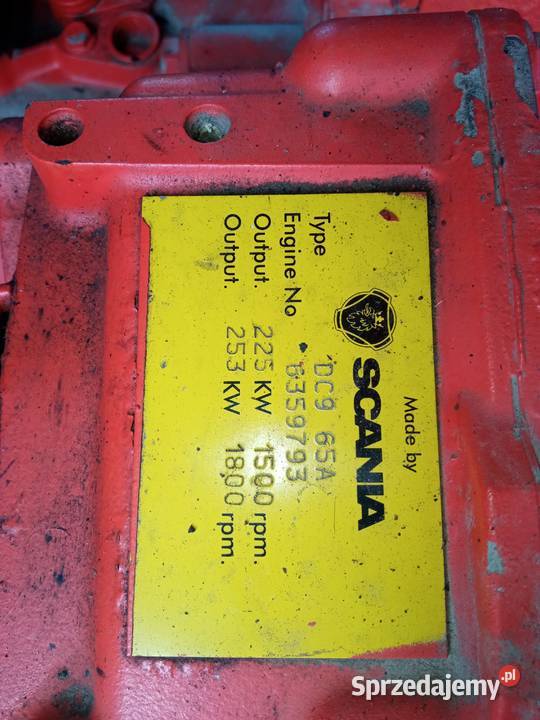 Made by
SCANIA
Type DC9 65A
Engine No 6359793
Output. 225 KW 1500 rpm.
Output. 253 KW 1800 rpm.
Sprzedajemy.pl